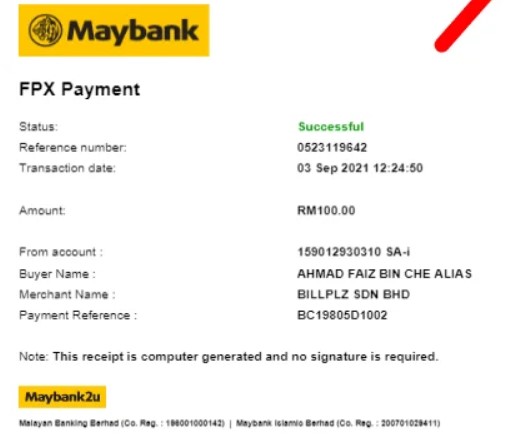 Maybank
FPX Payment
Status: Successful
Reference number: 0523119642
Transaction date: 03 Sep 2021 12:24:50
Amount: RM100.00
From account : 159012930310 SA-i
Buyer Name : AHMAD FAIZ BIN CHE ALIAS
Merchant Name : BILLPLZ SDN BHD
Payment Reference : BC19805D1002
Note: This receipt is computer generated and no signature is required.
Maybank2u
Malayan Banking Berhad (Co. Reg. : 196001000142) | Maybank Islamic Berhad (Co. Reg. : 200701029411)